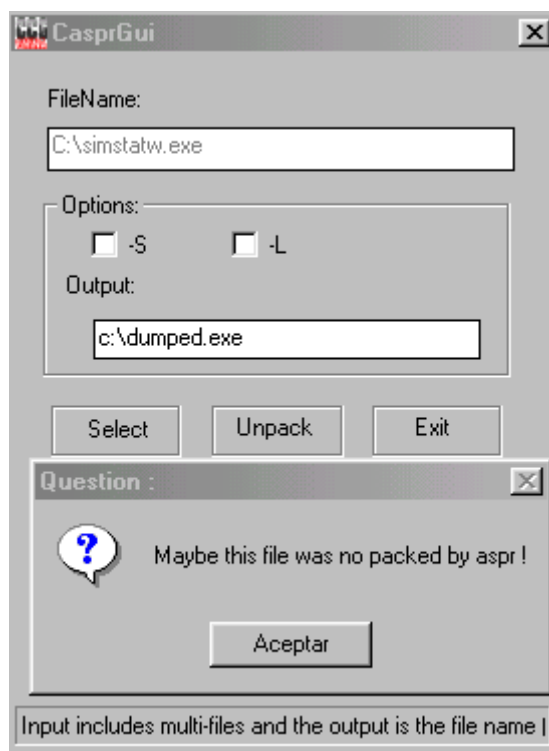 CasprGui
FileName:
C:\simstatw.exe
Options:
-S -L
Output:
c:\dumped.exe
Select Unpack Exit
Question :
Maybe this file was no packed by aspr !
Aceptar
Input includes multi-files and the output is the file name |